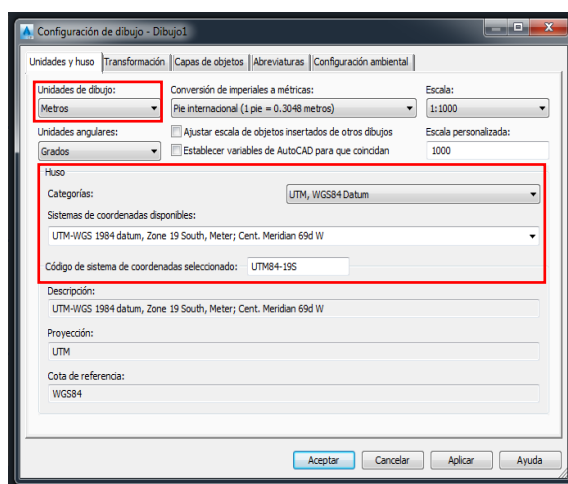 Configuración de dibujo - Dibujo1
Unidades y huso Transformación Capas de objetos Abreviaturas Configuración ambiental
Unidades de dibujo: Conversión de imperiales a métricas: Escala:
Metros Pie internacional (1 pie = 0.3048 metros) 1:1000
Unidades angulares: Ajustar escala de objetos insertados de otros dibujos Escala personalizada:
Grados Establecer variables de AutoCAD para que coincidan 1000
Huso
Categorías: UTM, WGS84 Datum
Sistemas de coordenadas disponibles:
UTM-WGS 1984 datum, Zone 19 South, Meter; Cent. Meridian 69d W
Código de sistema de coordenadas seleccionado: UTM84-19S
Descripción:
UTM-WGS 1984 datum, Zone 19 South, Meter; Cent. Meridian 69d W
Proyección:
UTM
Cota de referencia:
WGS84
Aceptar Cancelar Aplicar Ayuda